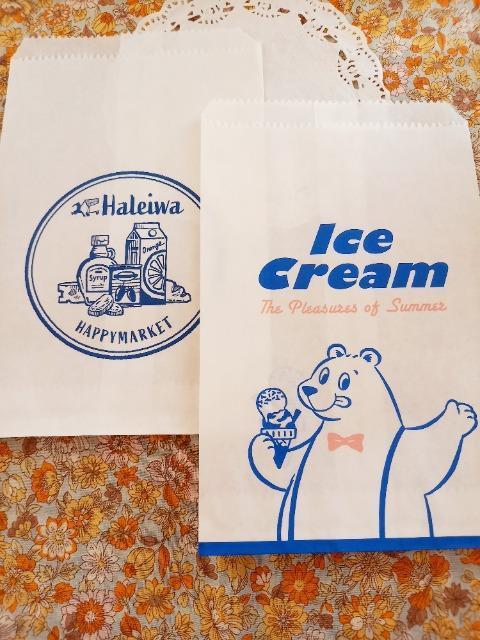 Haleiwa
Orange
Syrup
HAPPYMARKET
Ice
Cream
The Pleasures of Summer